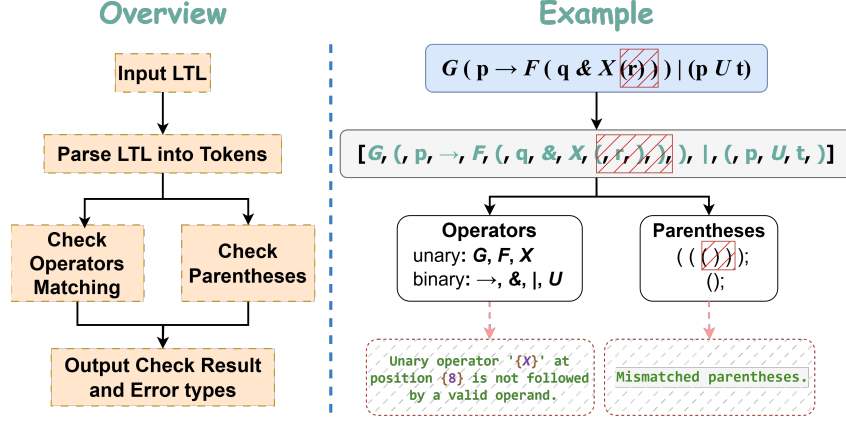 Overview
Input LTL
Parse LTL into Tokens
Check
Operators
Matching
Check
Parentheses
Output Check Result
and Error types
Example
G ( p → F ( q & X (r) ) ) | (p U t)
[G, (, p, →, F, (, q, &, X, (, r, ), ), ), |, (, p, U, t, )]
Operators
unary: G, F, X
binary: →, &, |, U
Parentheses
( ( ( ) ) );
();
Unary operator '{X}' at
position {8} is not followed
by a valid operand.
Mismatched parentheses.